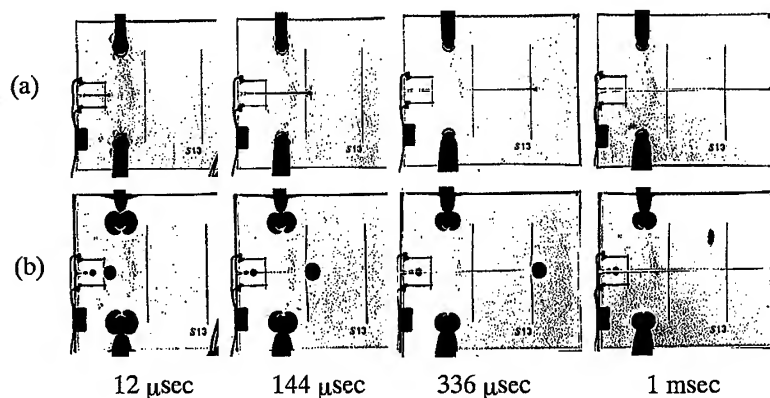 (a)
S13 S13 S13 S13
(b)
S13 S13 S13 S13
12 μsec 144 μsec 336 μsec 1 msec